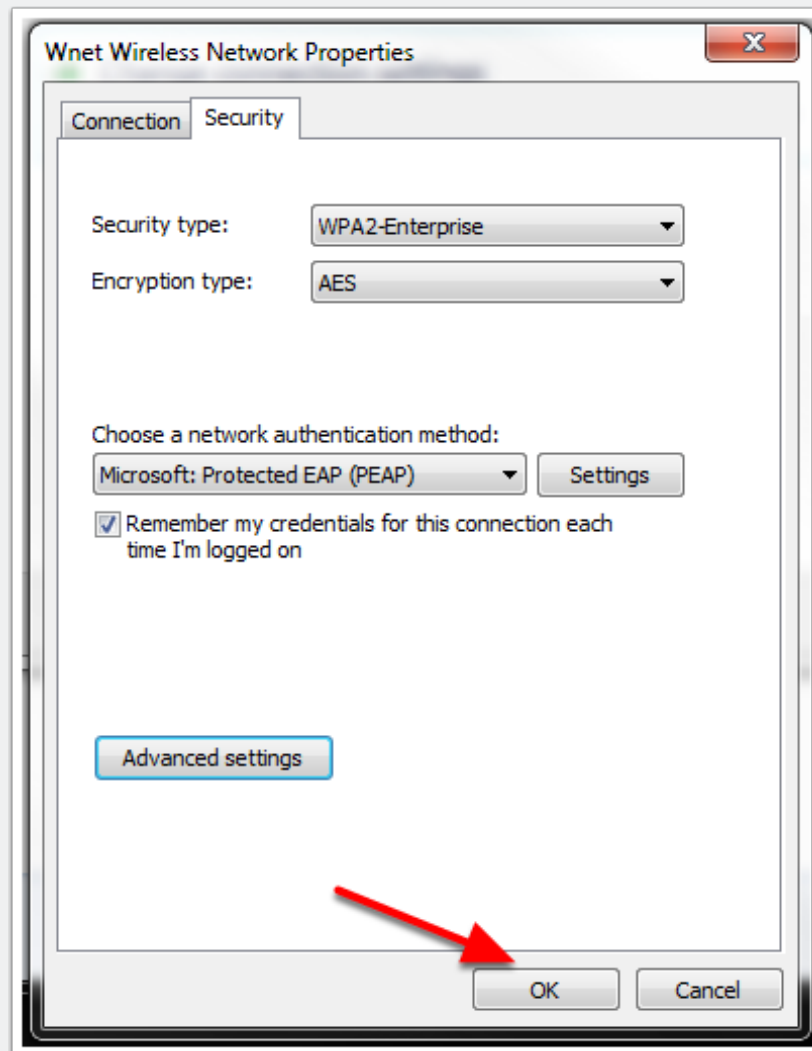 Wnet Wireless Network Properties
Connection
Security
Security type:
WPA2-Enterprise
Encryption type:
AES
Choose a network authentication method:
Microsoft: Protected EAP (PEAP)
Settings
Remember my credentials for this connection each
time I'm logged on
Advanced settings
OK
Cancel